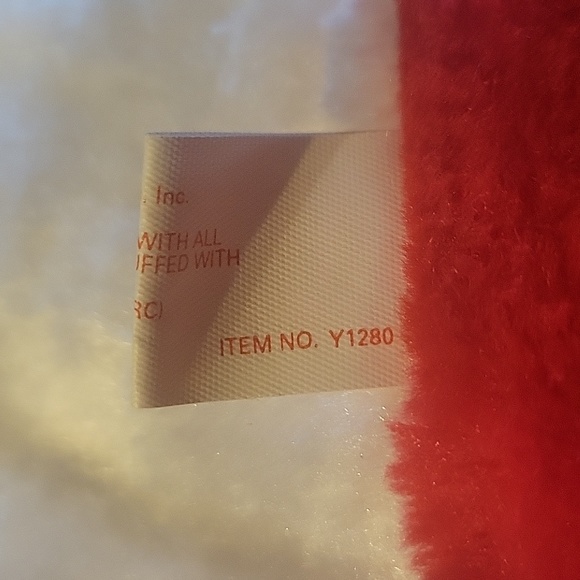 . Inc.
WITH ALL
UFFED WITH
RC)
ITEM NO. Y1280